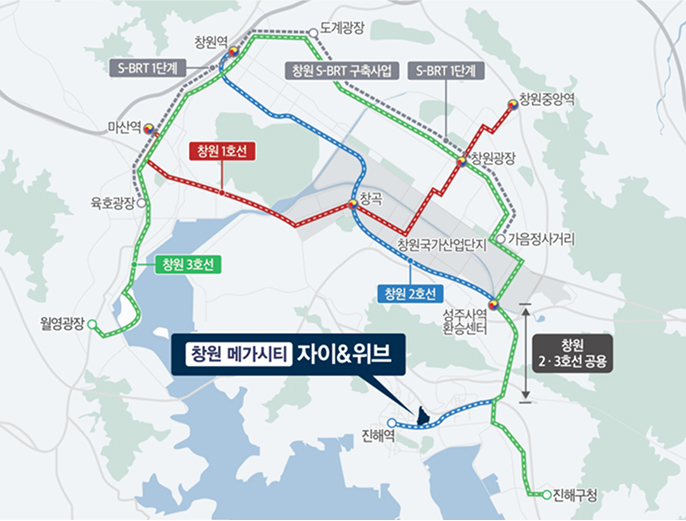 도계광장
창원역
S-BRT 1단계
창원 S-BRT 구축사업
S-BRT 1단계
창원중앙역
마산역
창원 1호선
창원광장
육호광장
창곡
창원국가산업단지
가음정사거리
창원 3호선
창원 2호선
월영광장
성주사역
환승센터
창원
2 · 3호선 공용
창원 메가시티 자이&위브
진해역
진해구청